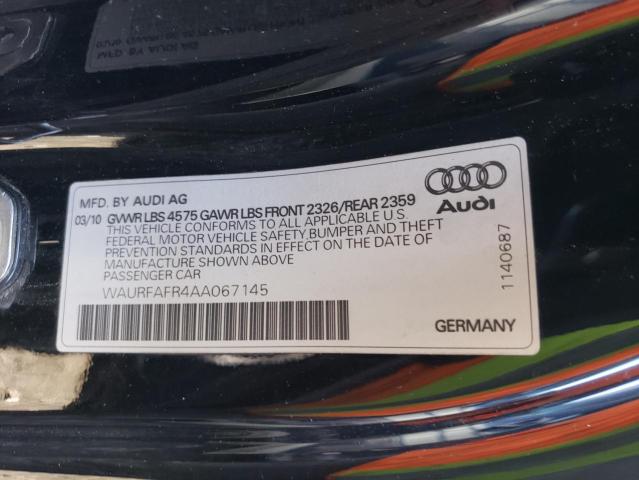 MFD. BY AUDI AG
03/10 GVWR LBS 4575 GAWR LBS FRONT 2326/REAR 2359
THIS VEHICLE CONFORMS TO ALL APPLICABLE U.S.
FEDERAL MOTOR VEHICLE SAFETY,BUMPER AND THEFT
PREVENTION STANDARDS IN EFFECT ON THE DATE OF
MANUFACTURE SHOWN ABOVE
PASSENGER CAR
WAURFAFR4AA067145
Audi
1140687
GERMANY